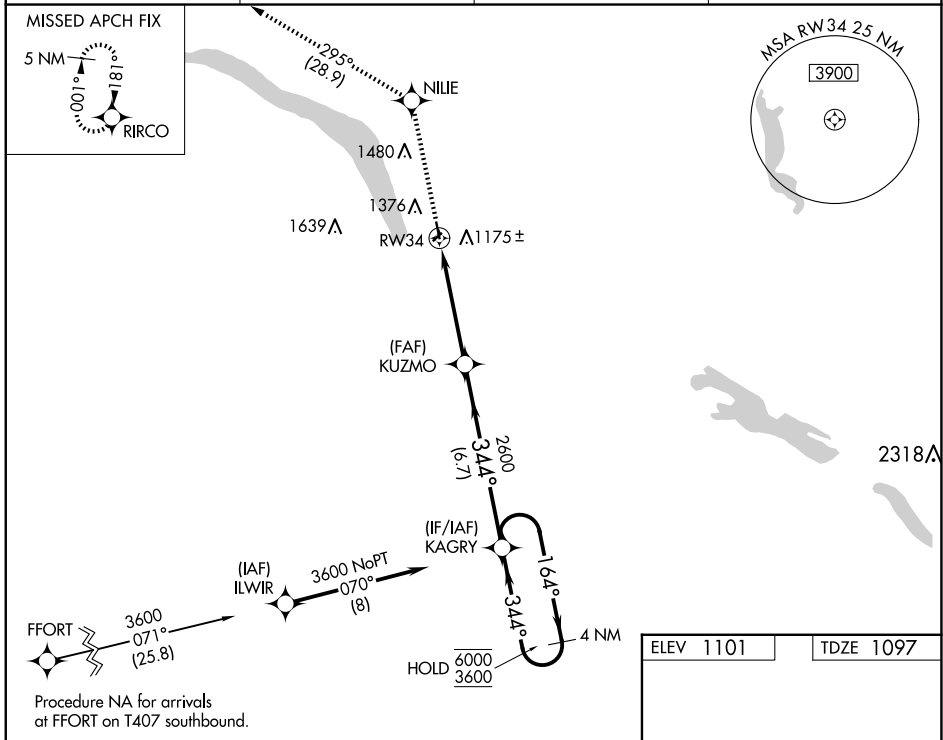 MISSED APCH FIX
5 NM
001°
181°
RIRCO
295°
(28.9)
NILIE
MSA RW34 25 NM
3900
1480
1376
1639
RW34
1175±
(FAF)
KUZMO
2600
344°
(6.7)
2318
(IF/IAF)
KAGRY
(IAF)
ILWIR
3600 NoPT
070°
(8)
164°
344°
4 NM
HOLD 6000
3600
FFORT
3600
071°
(25.8)
Procedure NA for arrivals
at FFORT on T407 southbound.
ELEV 1101
TDZE 1097